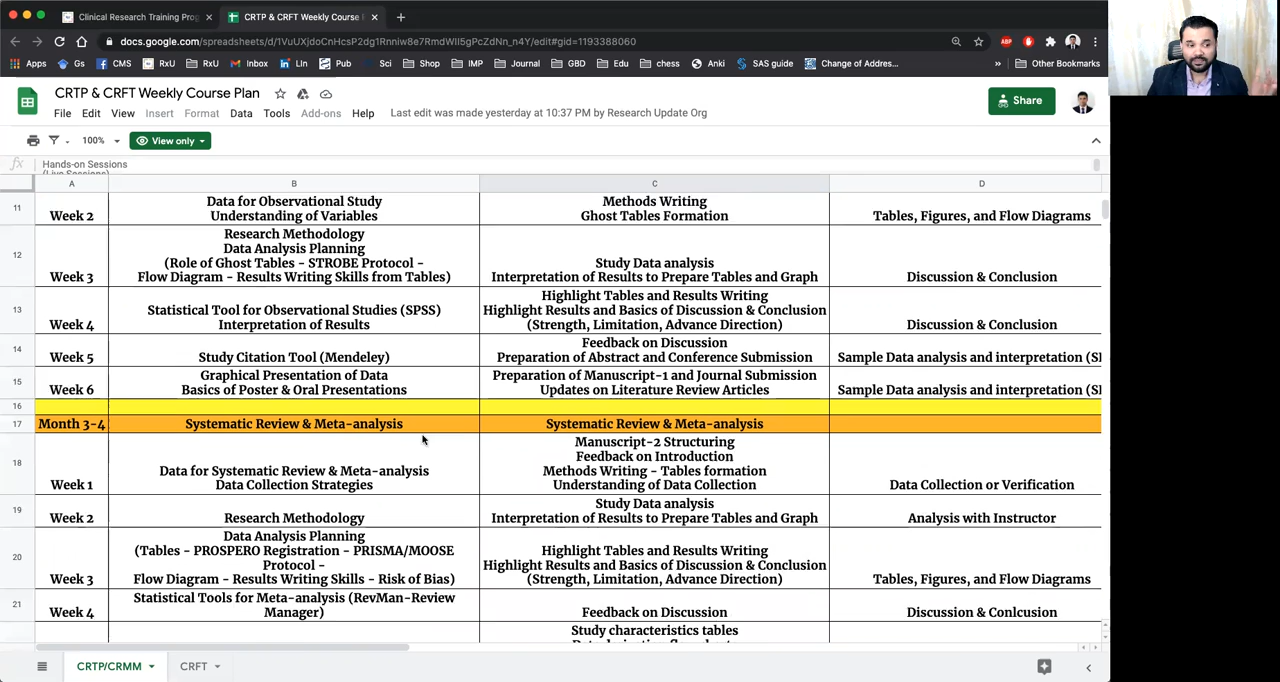 Clinical Research Training Prog
CRTP & CRFT Weekly Course
docs.google.com/spreadsheets/d/1VuUXjdoCnHcsP2dg1Rnniw8e7RmdWII5gPcZdNn_n4Y/edit#gid=1193388060
Apps Gs CMS RxU RxU Inbox LIn Pub Sci Shop IMP Journal GBD Edu chess Anki SAS guide Change of Addres... » Other Bookmarks
CRTP & CRFT Weekly Course Plan
Share
File Edit View Insert Format Data Tools Add-ons Help Last edit was made yesterday at 10:37 PM by Research Update Org
100% View only
fx Hands-on Sessions
A B C D
11
Week 2
Data for Observational Study
Understanding of Variables
Methods Writing
Ghost Tables Formation
Tables, Figures, and Flow Diagrams
12
Week 3
Research Methodology
Data Analysis Planning
(Role of Ghost Tables - STROBE Protocol -
Flow Diagram - Results Writing Skills from Tables)
Study Data analysis
Interpretation of Results to Prepare Tables and Graph
Discussion & Conclusion
13
Week 4
Statistical Tool for Observational Studies (SPSS)
Interpretation of Results
Highlight Tables and Results Writing
Highlight Results and Basics of Discussion & Conclusion
(Strength, Limitation, Advance Direction)
Discussion & Conclusion
14
Week 5
Study Citation Tool (Mendeley)
Feedback on Discussion
Preparation of Abstract and Conference Submission
Sample Data analysis and interpretation
15
Week 6
Graphical Presentation of Data
Basics of Poster & Oral Presentations
Preparation of Manuscript-1 and Journal Submission
Updates on Literature Review Articles
Sample Data analysis and interpretation
16
17
Month 3-4
Systematic Review & Meta-analysis
Systematic Review & Meta-analysis
18
Week 1
Data for Systematic Review & Meta-analysis
Data Collection Strategies
Manuscript-2 Structuring
Feedback on Introduction
Methods Writing - Tables formation
Understanding of Data Collection
Data Collection or Verification
19
Week 2
Research Methodology
Study Data analysis
Interpretation of Results to Prepare Tables and Graph
Analysis with Instructor
20
Week 3
Data Analysis Planning
(Tables - PROSPERO Registration - PRISMA/MOOSE
Protocol -
Flow Diagram - Results Writing Skills - Risk of Bias)
Highlight Tables and Results Writing
Highlight Results and Basics of Discussion & Conclusion
(Strength, Limitation, Advance Direction)
Tables, Figures, and Flow Diagrams
21
Week 4
Statistical Tools for Meta-analysis (RevMan-Review
Manager)
Feedback on Discussion
Discussion & Conlcusion
Study characteristics tables
CRTP/CRMM CRFT